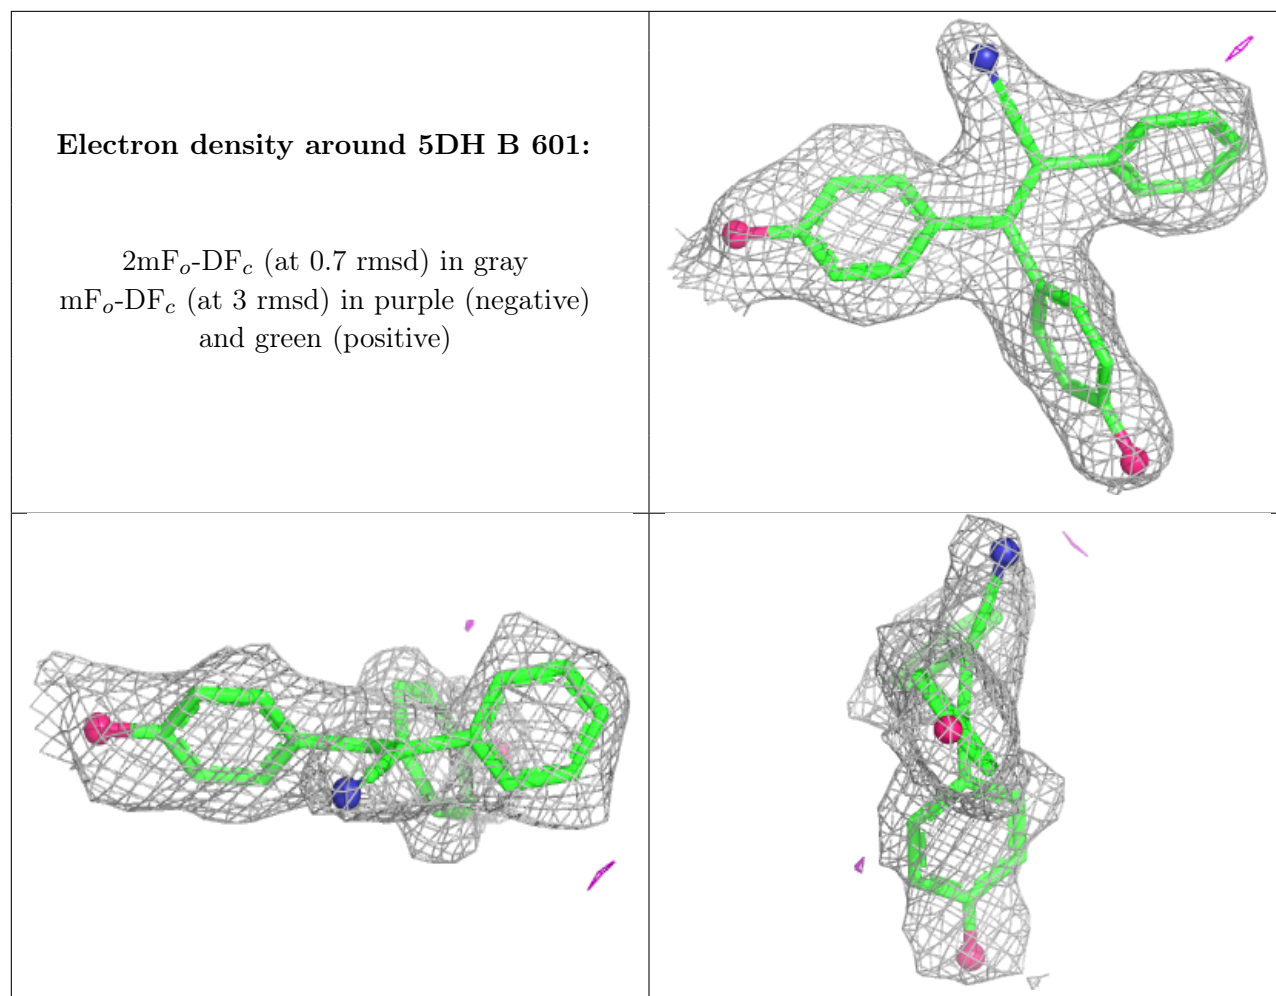 Electron density around 5DH B 601:
2mFo-DFc (at 0.7 rmsd) in gray
mFo-DFc (at 3 rmsd) in purple (negative)
and green (positive)